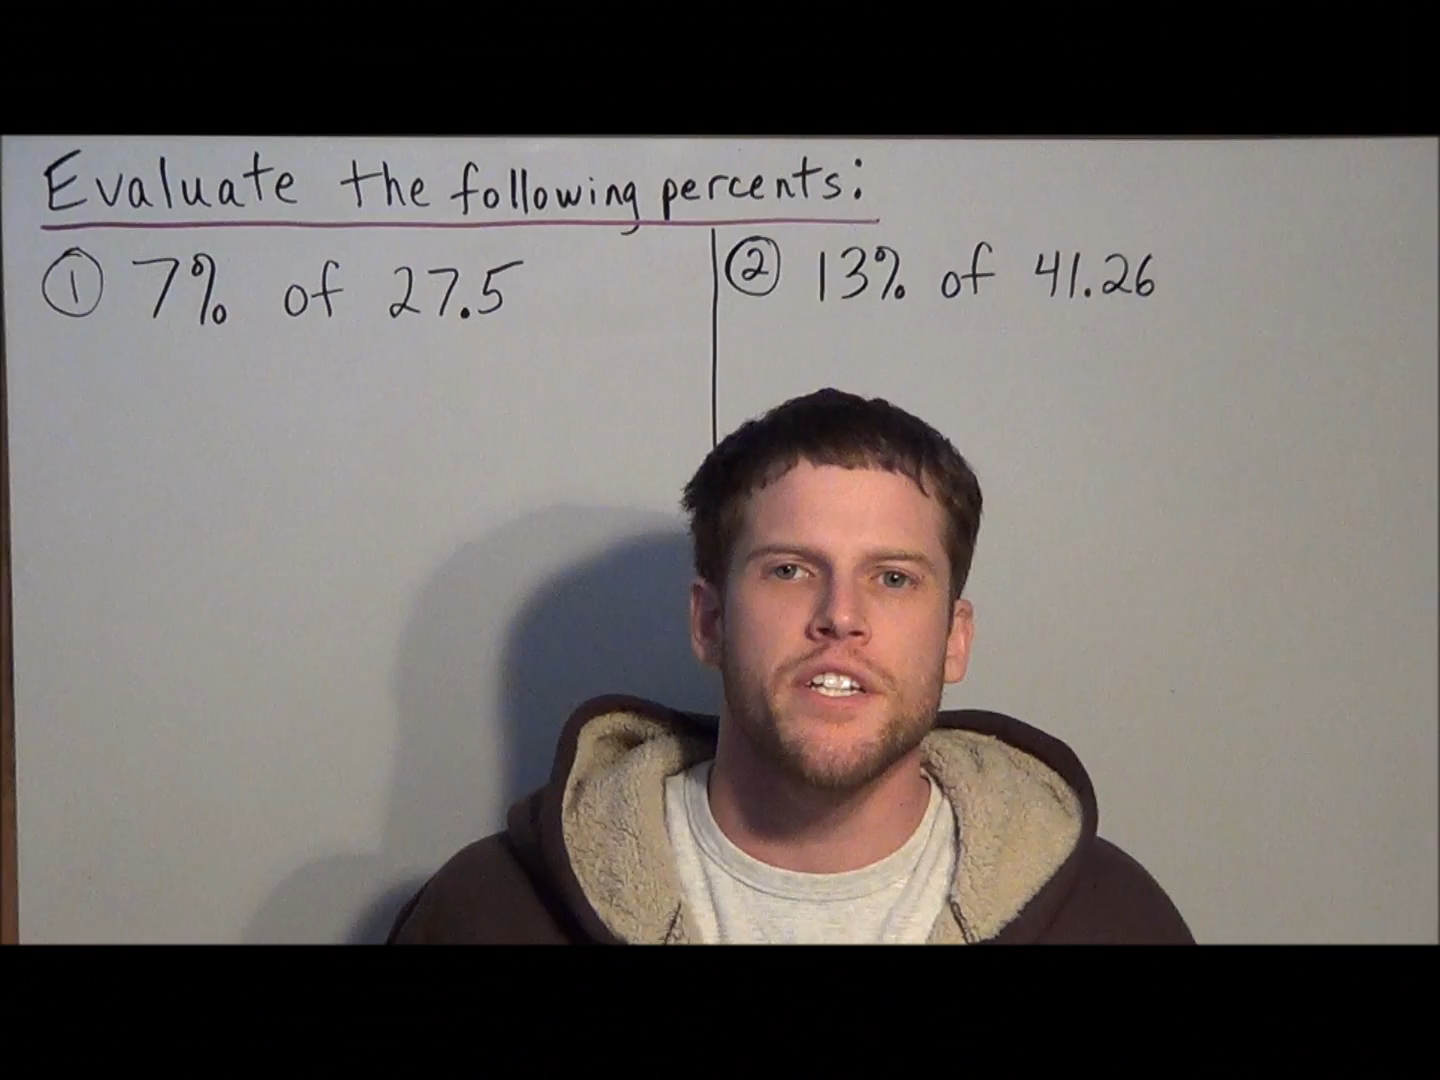 Evaluate the following percents:
① 7% of 27.5
② 13% of 41.26